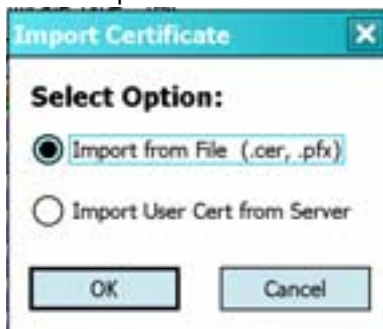 Import Certificate
Select Option:
Import from File (.cer, .pfx)
Import User Cert from Server
OK Cancel